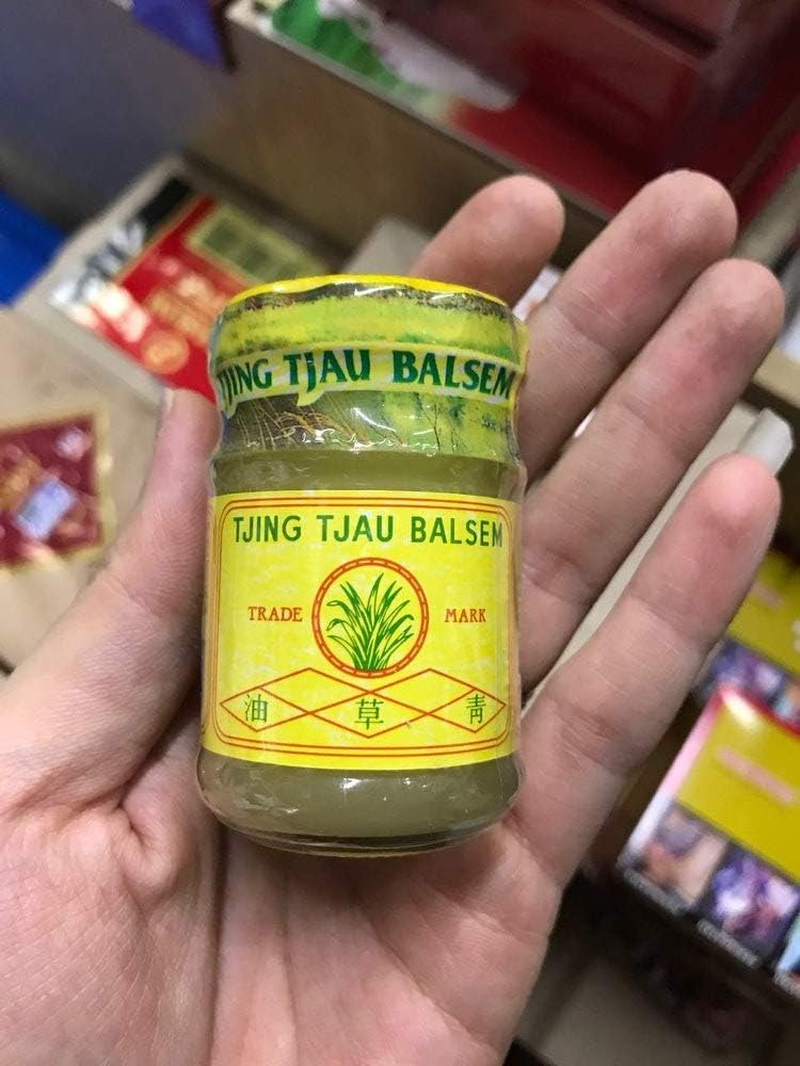 TJING TJAU BALSEM
TJING TJAU BALSEM
TRADE MARK
油 草 青